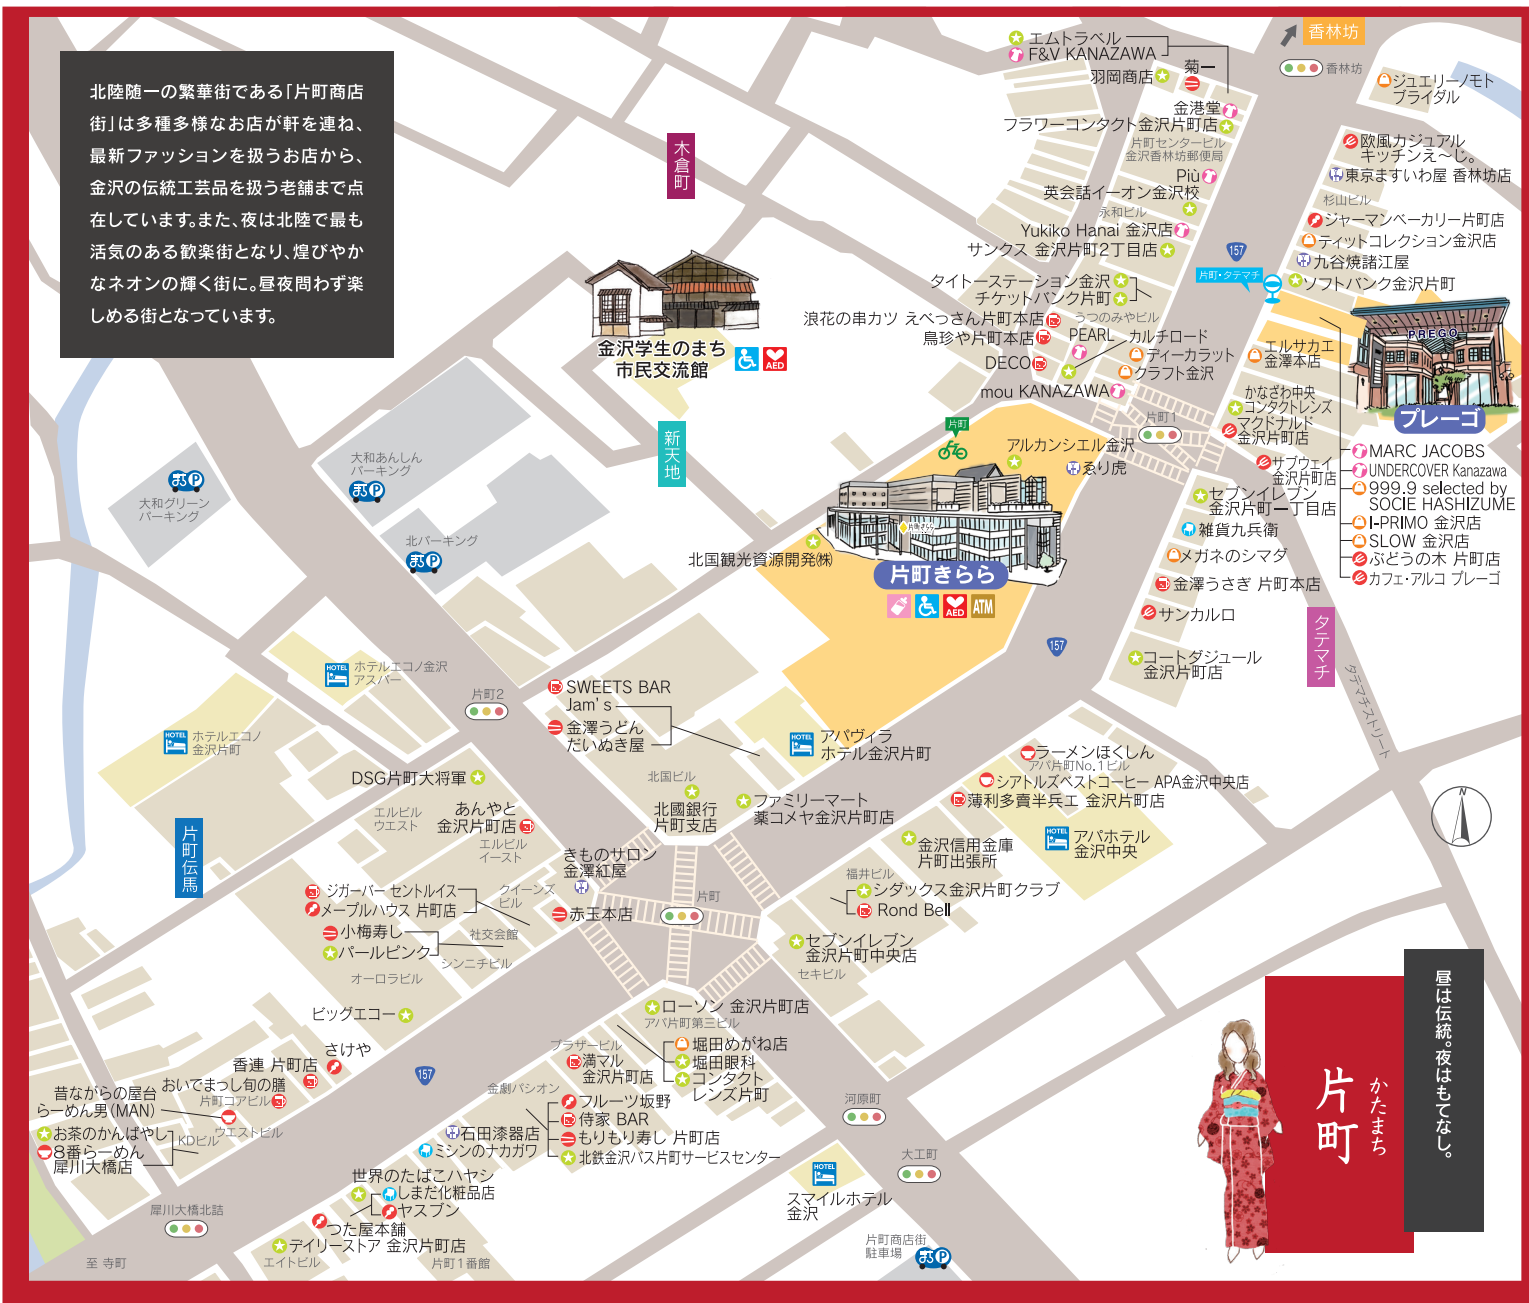 北陸随一の繁華街である「片町商店
街」は多種多様なお店が軒を連ね、
最新ファッションを扱うお店から、
金沢の伝統工芸品を扱う老舗まで点
在しています。また、夜は北陸で最も
活気のある歓楽街となり、煌びやか
なネオンの輝く街に。昼夜問わず楽
しめる街となっています。
香林坊
香林坊
エムトラベル
F&V KANAZAWA
羽岡商店
菊一
金港堂
フラワーコンタクト金沢片町店
片町センタービル
金沢香林坊郵便局
Più
英会話イーオン金沢校
永和ビル
Yukiko Hanai 金沢店
サンクス 金沢片町2丁目店
タイトーステーション金沢
チケットバンク片町
うつのみやビル
浪花の串カツ えべっさん片町本店
鳥珍や片町本店
PEARL
カルチロード
DECO
ディーカラット
クラフト金沢
mou KANAZAWA
ジュエリーノモト
ブライダル
欧風カジュアル
キッチンえ〜じ。
東京ますいわ屋 香林坊店
杉山ビル
ジャーマンベーカリー片町店
ティットコレクション金沢店
九谷焼諸江屋
ソフトバンク金沢片町
157
片町・タテマチ
PREGO
プレーゴ
エルサカエ
金澤本店
かなざわ中央
コンタクトレンズ
マクドナルド
金沢片町店
サブウェイ
金沢片町店
MARC JACOBS
UNDERCOVER Kanazawa
999.9 selected by
SOCIE HASHIZUME
I-PRIMO 金沢店
SLOW 金沢店
ぶどうの木 片町店
カフェ・アルコ プレーゴ
片町1
セブンイレブン
金沢片町一丁目店
雑貨九兵衛
メガネのシマダ
金澤うさぎ 片町本店
サンカルロ
コートダジュール
金沢片町店
タテマチ
タテマチストリート
木倉町
金沢学生のまち
市民交流館
AED
新天地
片町
アルカンシエル金沢
ゑり虎
片町きらら
北国観光資源開発㈱
片町きらら
AED
ATM
157
大和あんしん
パーキング
まちP
大和グリーン
パーキング
まちP
北パーキング
まちP
HOTEL
ホテルエコノ金沢
アスパー
HOTEL
ホテルエコノ
金沢片町
片町2
SWEETS BAR
Jam's
金澤うどん
だいぬき屋
HOTEL
アパヴィラ
ホテル金沢片町
北国ビル
北國銀行
片町支店
ファミリーマート
薬コメヤ金沢片町店
ラーメンほくしん
アパ片町No.1ビル
シアトルズベストコーヒー APA金沢中央店
薄利多賣半兵ヱ 金沢片町店
HOTEL
アパホテル
金沢中央
金沢信用金庫
片町出張所
福井ビル
シダックス金沢片町クラブ
Rond Bell
セブンイレブン
金沢片町中央店
セキビル
N
DSG片町大将軍
エルビル
ウエスト
あんやと
金沢片町店
エルビル
イースト
片町伝馬
きものサロン
金澤紅屋
クイーンズ
ビル
赤玉本店
片町
ジガーバー セントルイス
メープルハウス 片町店
小梅寿し
パールピンク
社交会館
シンニチビル
オーロラビル
ビッグエコー
さけや
香連 片町店
おいでまっし旬の膳
片町コアビル
昔ながらの屋台
らーめん男(MAN)
ウエストビル
お茶のかんばやし
KDビル
8番らーめん
犀川大橋店
犀川大橋北詰
至 寺町
157
ローソン 金沢片町店
アパ片町第三ビル
ブラザービル
満マル
金沢片町店
堀田めがね店
堀田眼科
コンタクト
レンズ片町
金劇パシオン
フルーツ坂野
侍家 BAR
もりもり寿し 片町店
北鉄金沢バス片町サービスセンター
石田漆器店
ミシンのナカガワ
世界のたばこハヤシ
しまだ化粧品店
ヤスブン
つた屋本舗
デイリーストア 金沢片町店
エイトビル
片町1番館
河原町
大工町
HOTEL
スマイルホテル
金沢
片町商店街
駐車場
まちP
昼は伝統。夜はもてなし。
かたまち
片町